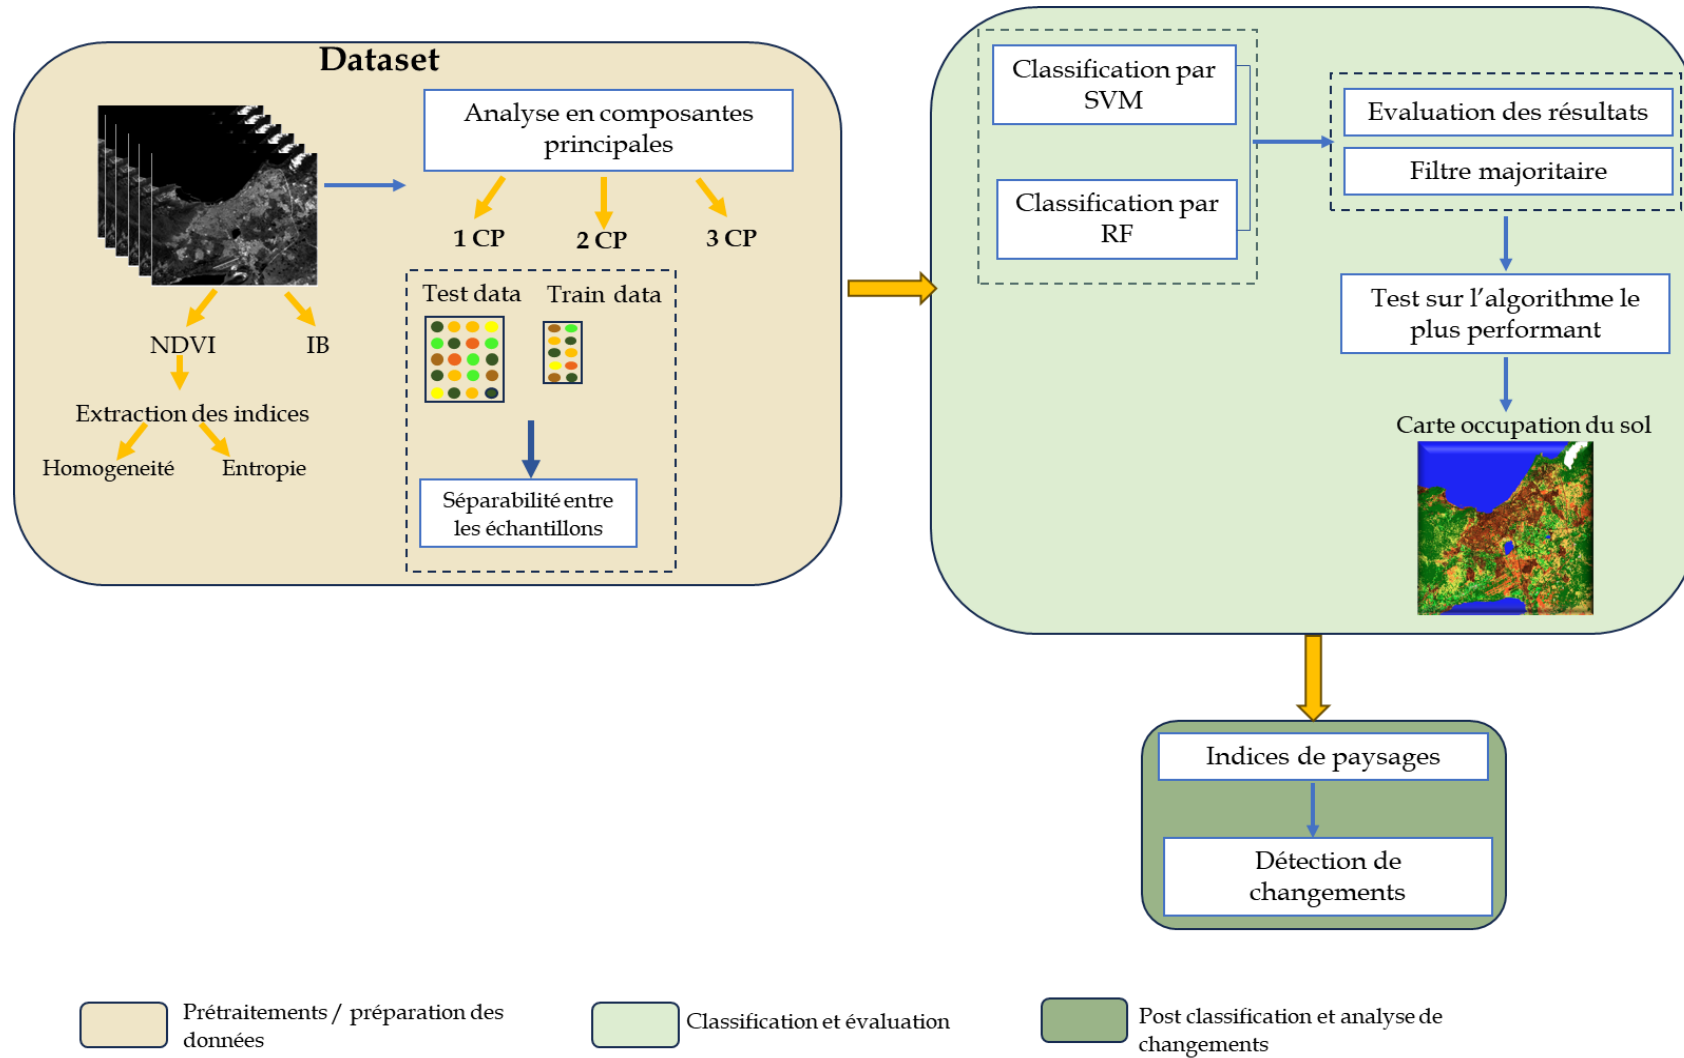 Dataset
Analyse en composantes
principales
1 CP
2 CP
3 CP
NDVI
IB
Extraction des indices
Homogeneité
Entropie
Test data
Train data
Séparabilité entre
les échantillons
Classification par
SVM
Classification par
RF
Evaluation des résultats
Filtre majoritaire
Test sur l’algorithme le
plus performant
Carte occupation du sol
Indices de paysages
Détection de
changements
Prétraitements / préparation des
données
Classification et évaluation
Post classification et analyse de
changements